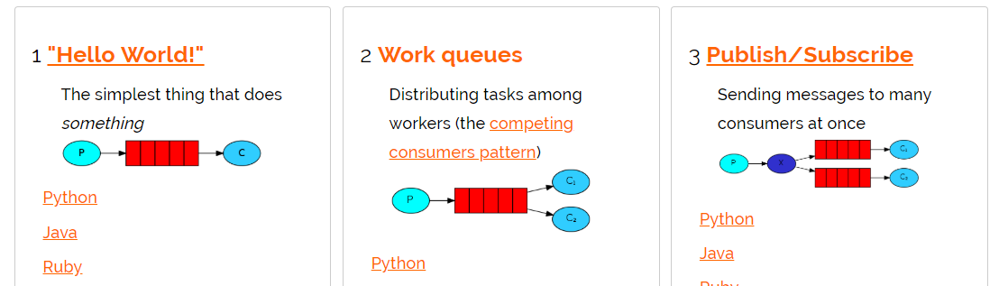 1 "Hello World!"
The simplest thing that does
something
P
C
Python
Java
Ruby
2 Work queues
Distributing tasks among
workers (the competing
consumers pattern)
P
C₁
C₂
Python
3 Publish/Subscribe
Sending messages to many
consumers at once
P
X
C₁
C₂
Python
Java
Ruby